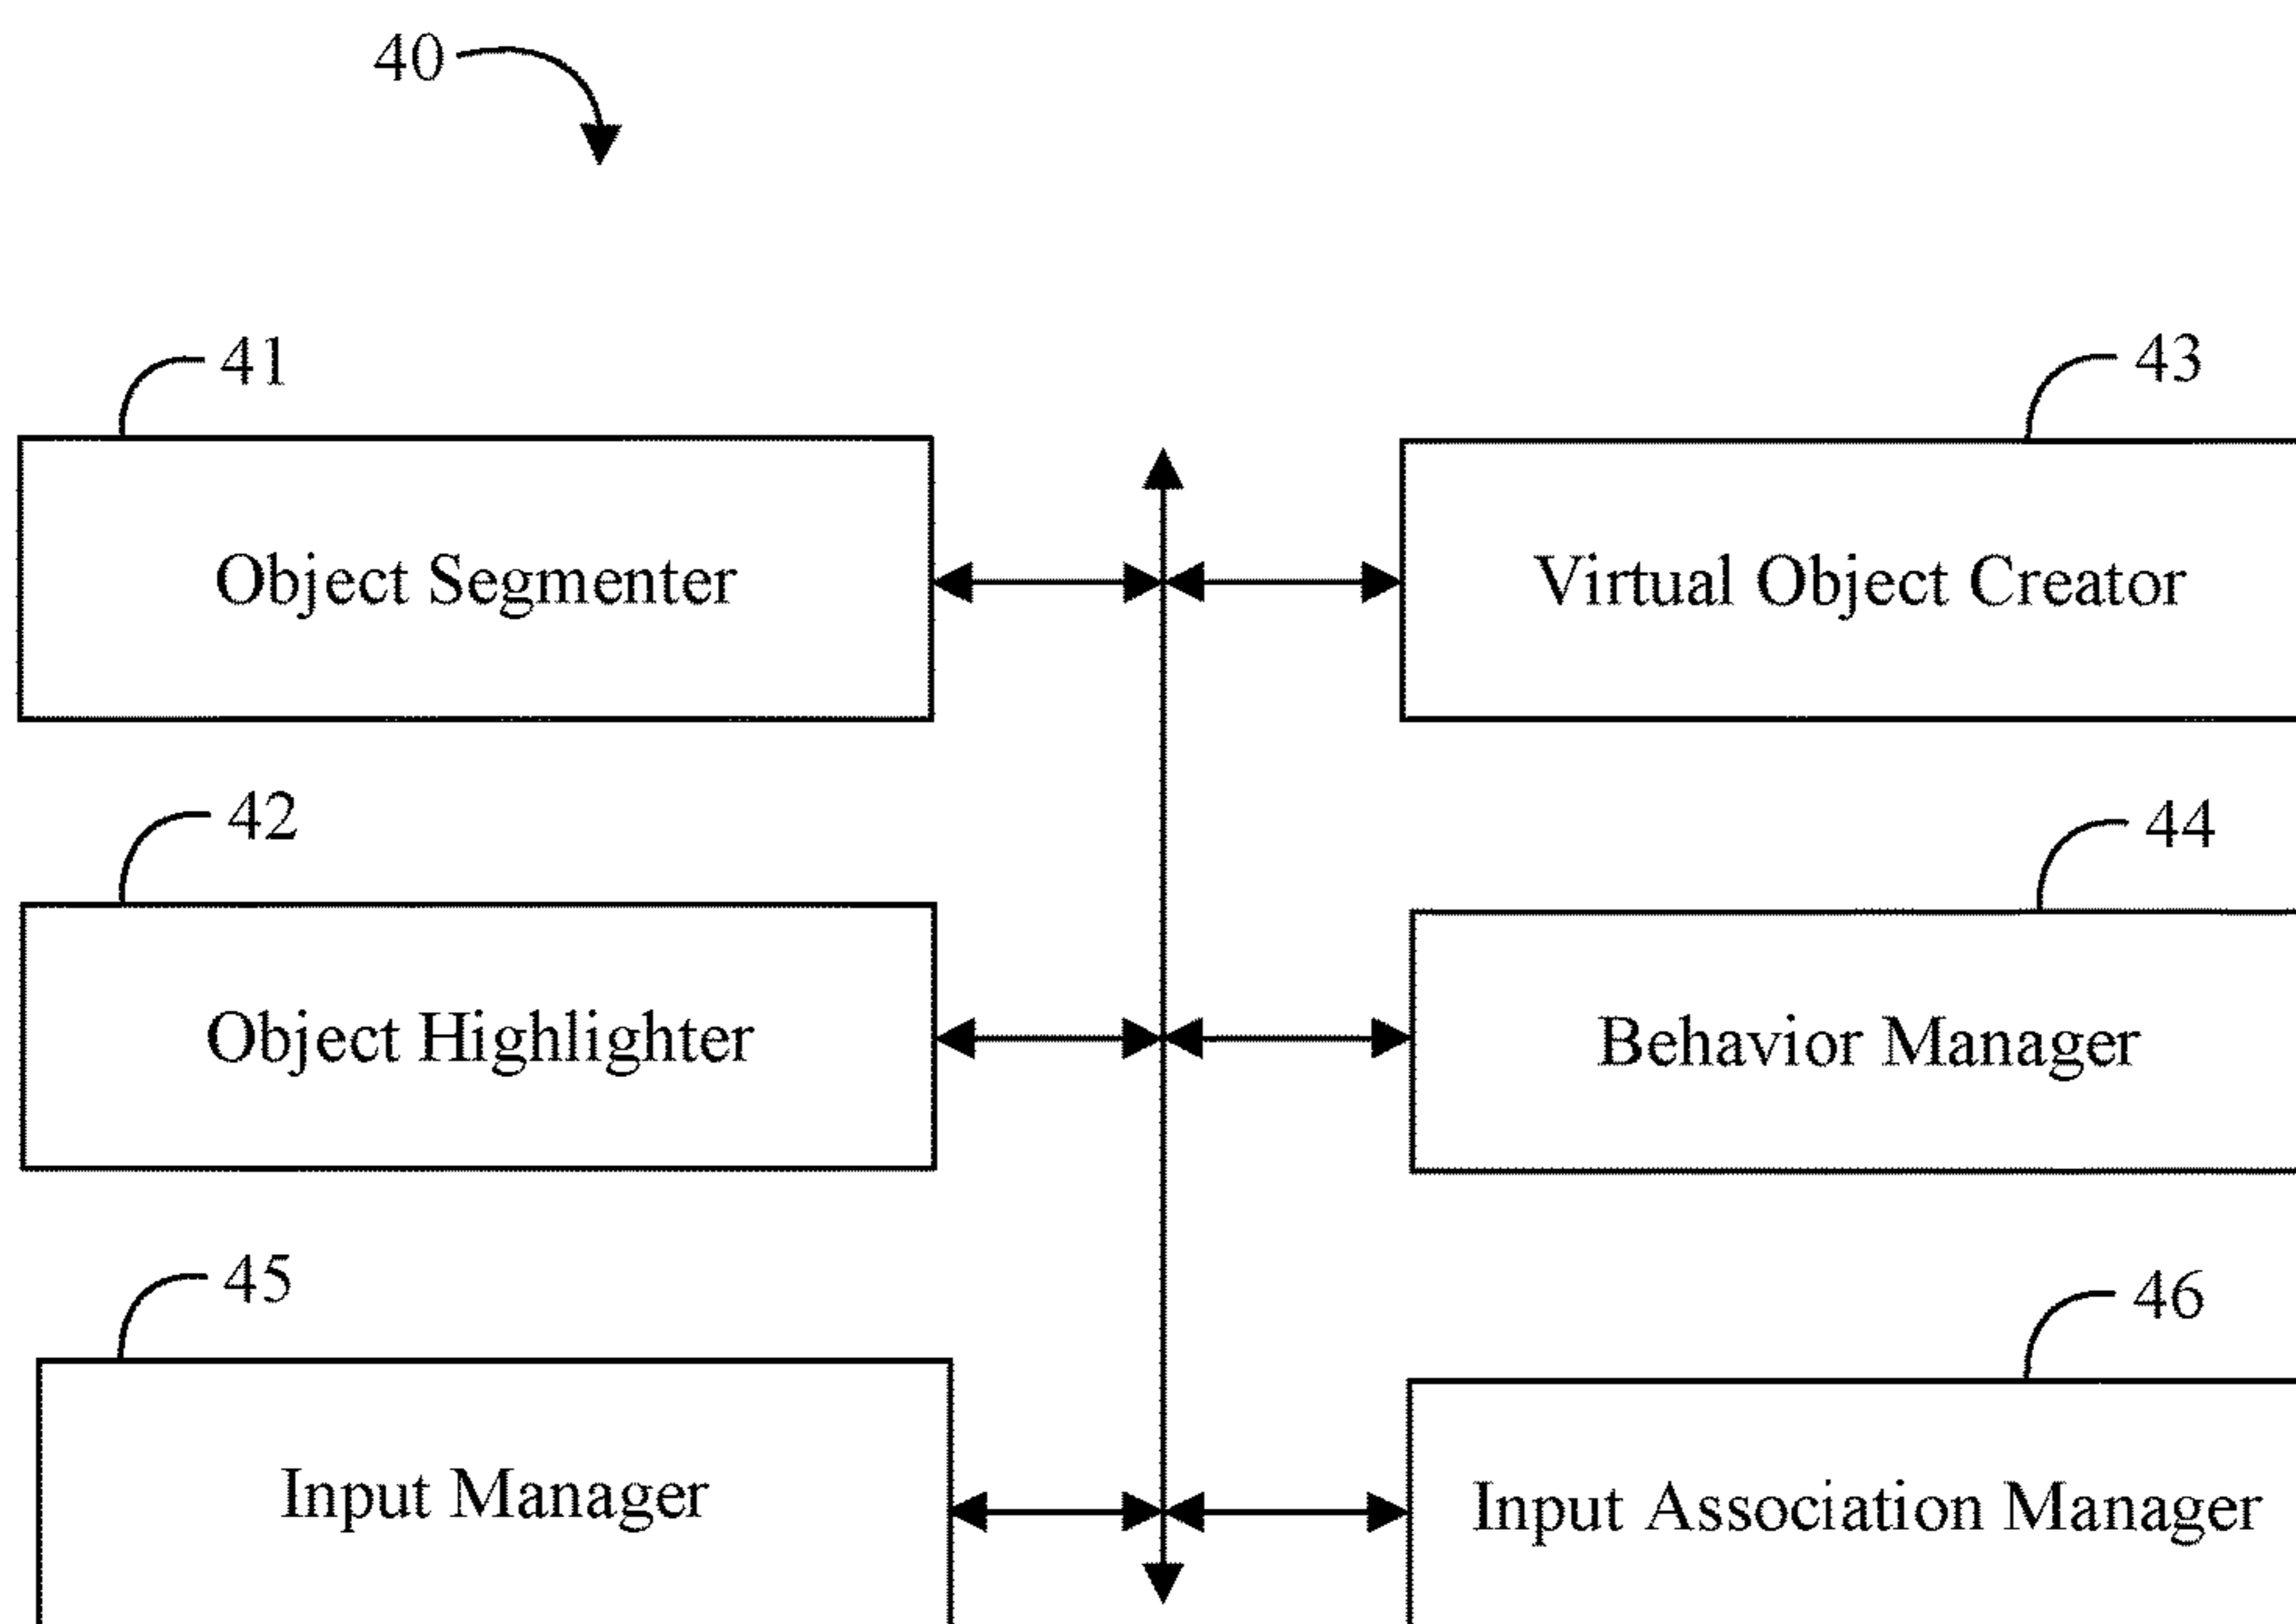 40
41
43
Object Segmenter
Virtual Object Creator
42
44
Object Highlighter
Behavior Manager
45
46
Input Manager
Input Association Manager